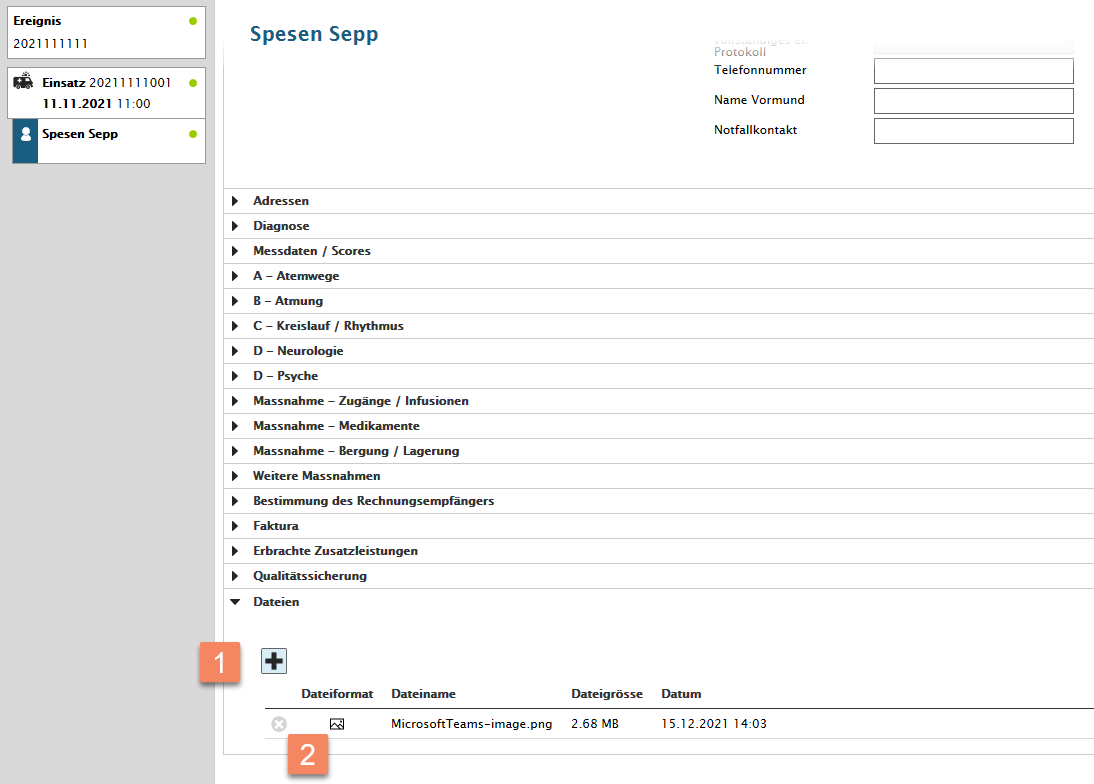 Ereignis
2021111111
Einsatz 20211111001
11.11.2021 11:00
Spesen Sepp
Spesen Sepp
Protokoll
Telefonnummer
Name Vormund
Notfallkontakt
Adressen
Diagnose
Messdaten / Scores
A - Atemwege
B - Atmung
C - Kreislauf / Rhythmus
D - Neurologie
D - Psyche
Massnahme - Zugänge / Infusionen
Massnahme - Medikamente
Massnahme - Bergung / Lagerung
Weitere Massnahmen
Bestimmung des Rechnungsempfängers
Faktura
Erbrachte Zusatzleistungen
Qualitätssicherung
Dateien
1
Dateiformat Dateiname Dateigrösse Datum
MicrosoftTeams-image.png 2.68 MB 15.12.2021 14:03
2